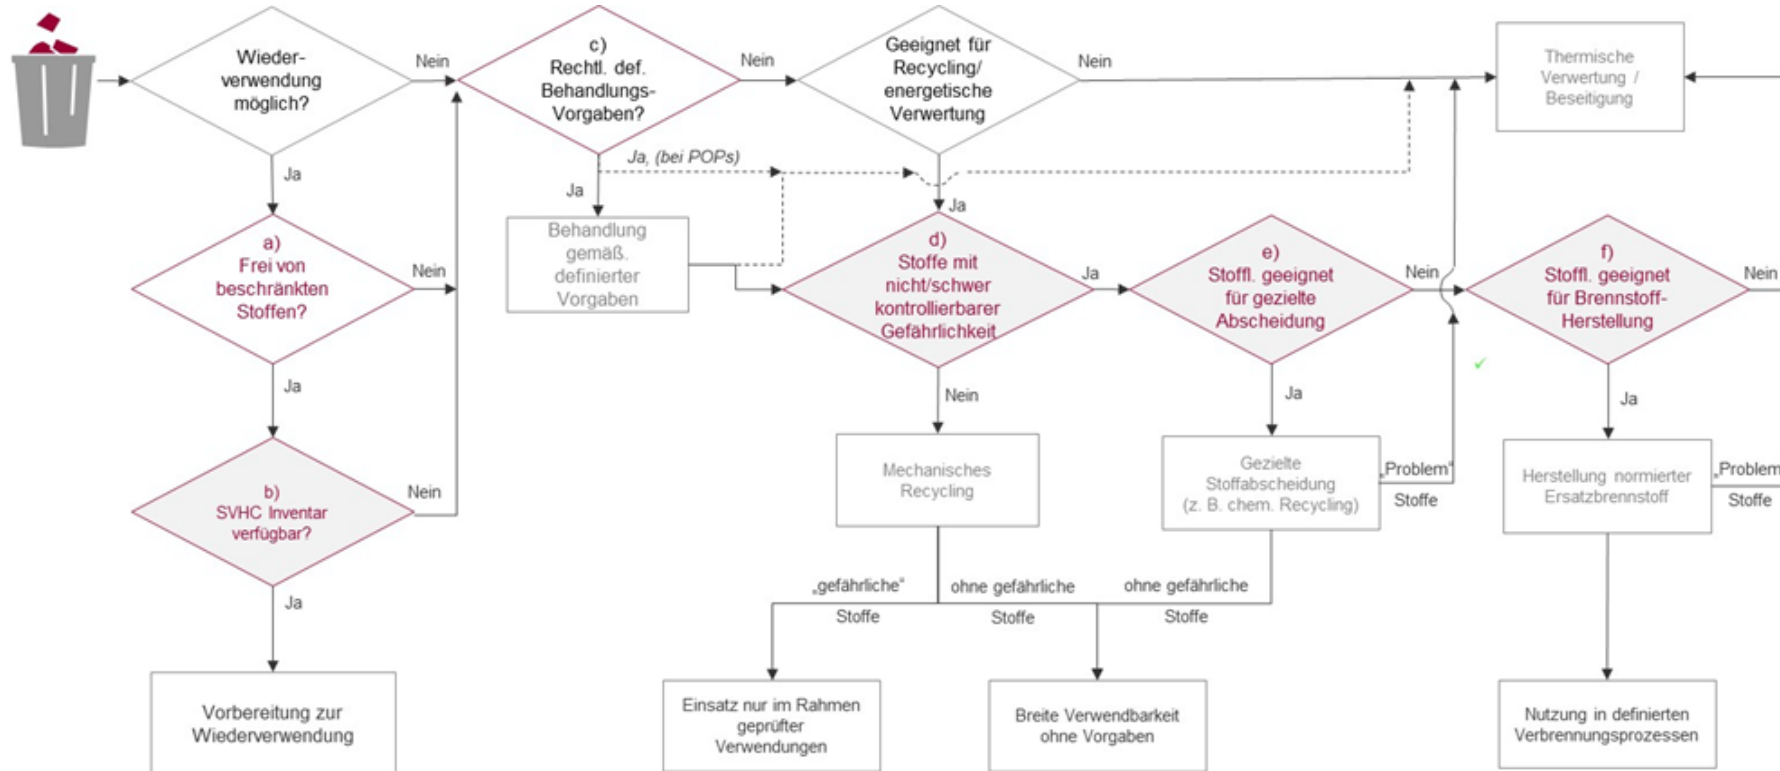 Wieder-
verwendung
möglich?
Nein
Ja
a)
Frei von
beschränkten
Stoffen?
Nein
Ja
b)
SVHC Inventar
verfügbar?
Nein
Ja
Vorbereitung zur
Wiederverwendung
c)
Rechtl. def.
Behandlungs-
Vorgaben?
Nein
Ja, (bei POPs)
Ja
Behandlung
gemäß.
definierter
Vorgaben
Geeignet für
Recycling/
energetische
Verwertung
Nein
Ja
Thermische
Verwertung /
Beseitigung
d)
Stoffe mit
nicht/schwer
kontrollierbarer
Gefährlichkeit
Ja
Nein
Mechanisches
Recycling
e)
Stoffl. geeignet
für gezielte
Abscheidung
Nein
Ja
Gezielte
Stoffabscheidung
(z. B. chem. Recycling)
„Problem“
Stoffe
f)
Stoffl. geeignet
für Brennstoff-
Herstellung
Nein
Ja
Herstellung normierter
Ersatzbrennstoff
„Problem
Stoffe
„gefährliche“
Stoffe
ohne gefährliche
Stoffe
ohne gefährliche
Stoffe
Einsatz nur im Rahmen
geprüfter
Verwendungen
Breite Verwendbarkeit
ohne Vorgaben
Nutzung in definierten
Verbrennungsprozessen